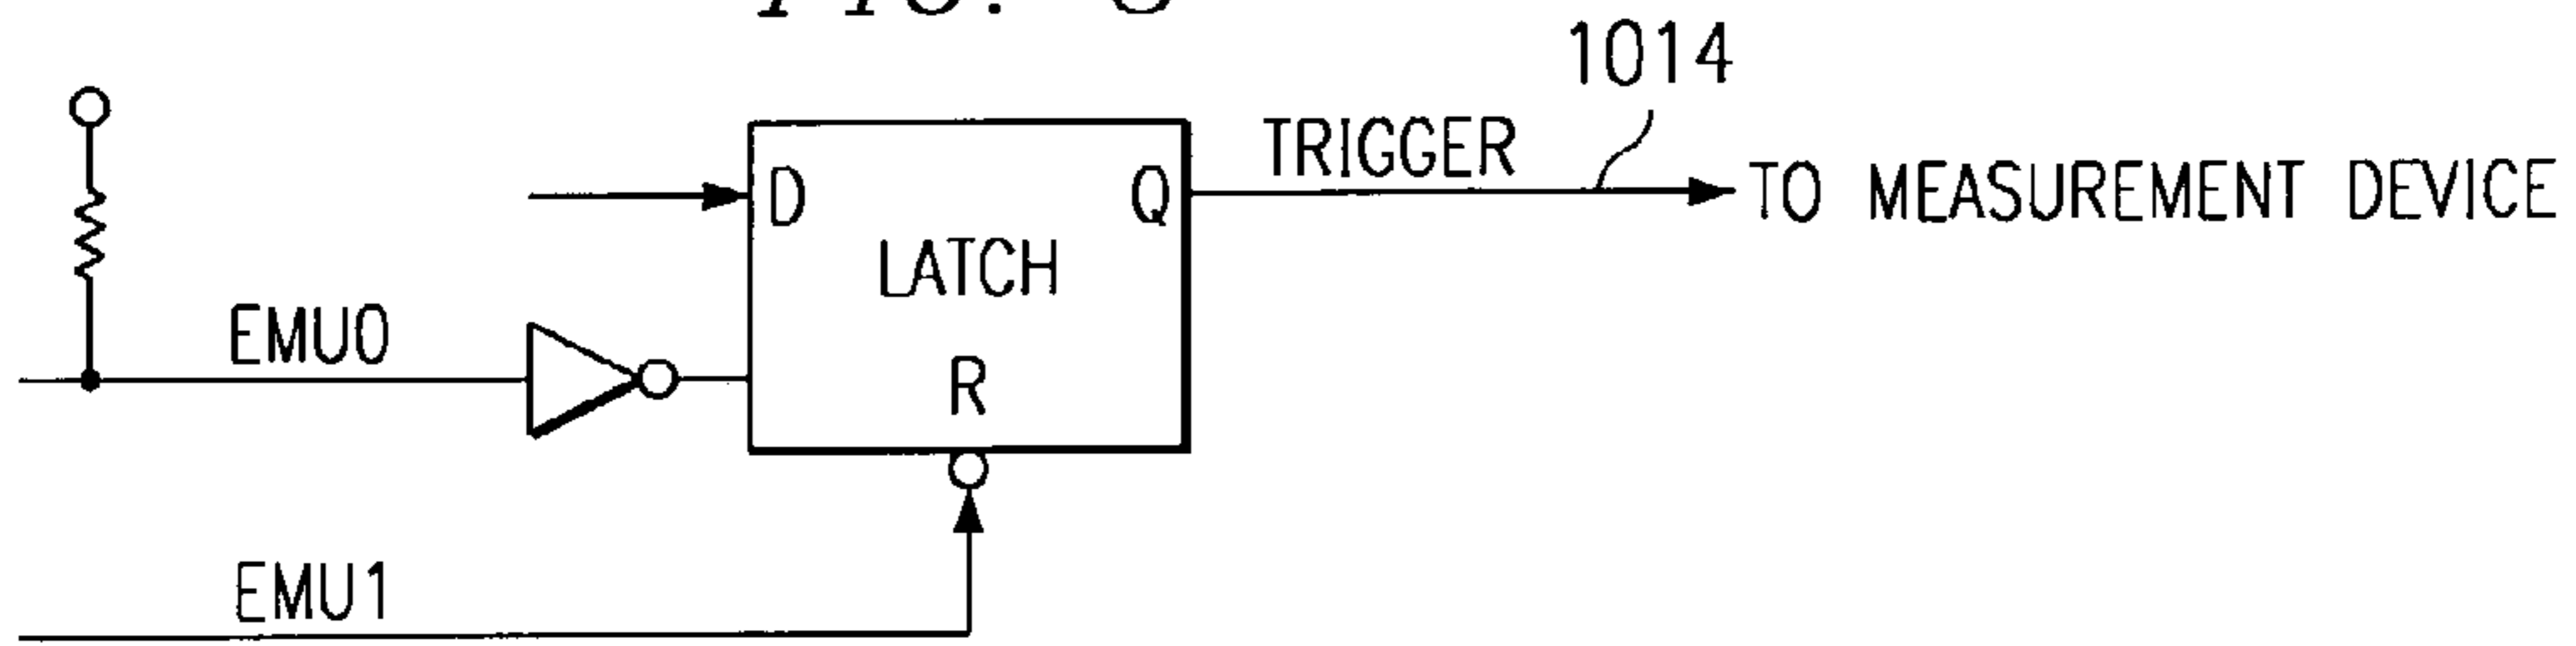 1014
TRIGGER
D
Q
TO MEASUREMENT DEVICE
LATCH
EMU0
R
EMU1